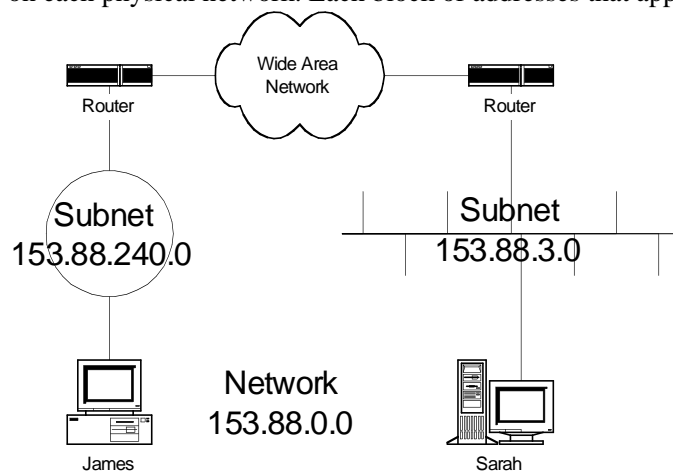 on each physical network. Each block of addresses that app
Wide Area
Network
Router
Router
Subnet
153.88.240.0
Subnet
153.88.3.0
Network
153.88.0.0
James
Sarah